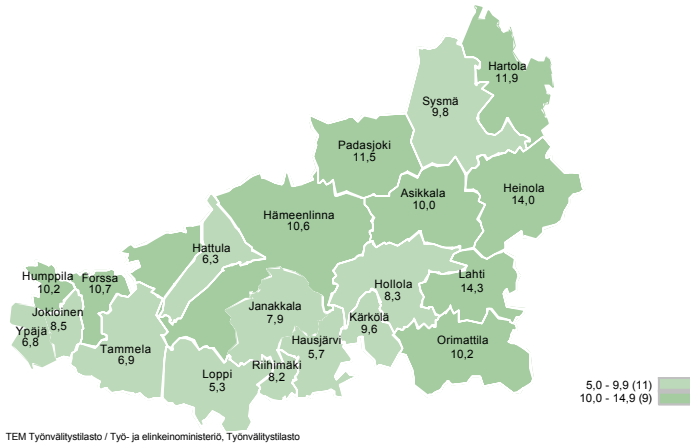 Hartola
11,9
Sysmä
9,8
Padasjoki
11,5
Asikkala
10,0
Heinola
14,0
Hämeenlinna
10,6
Hattula
6,3
Humppila
10,2
Forssa
10,7
Jokioinen
8,5
Ypäjä
6,8
Tammela
6,9
Janakkala
7,9
Hollola
8,3
Lahti
14,3
Kärkölä
9,6
Hausjärvi
5,7
Orimattila
10,2
Loppi
5,3
Riihimäki
8,2
5,0 - 9,9 (11)
10,0 - 14,9 (9)
TEM Työnvälitystilasto / Työ- ja elinkeinoministeriö, Työnvälitystilasto